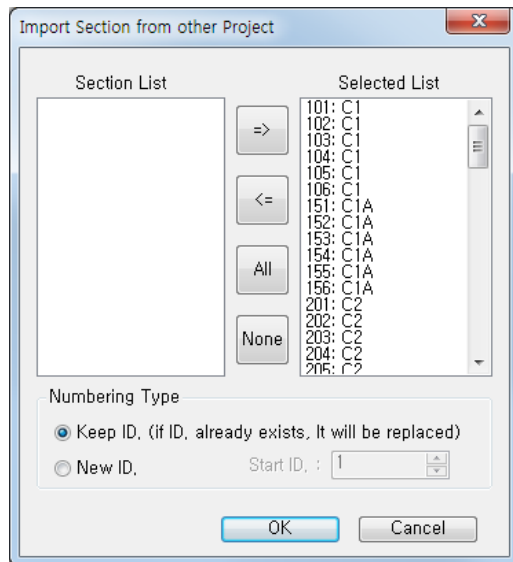 Import Section from other Project
X
Section List
Selected List
=>
<=
All
None
101: C1
102: C1
103: C1
104: C1
105: C1
106: C1
151: C1A
152: C1A
153: C1A
154: C1A
155: C1A
156: C1A
201: C2
202: C2
203: C2
204: C2
205: C2
Numbering Type
Keep ID, (if ID, already exists, It will be replaced)
New ID,
Start ID, : 1
OK
Cancel